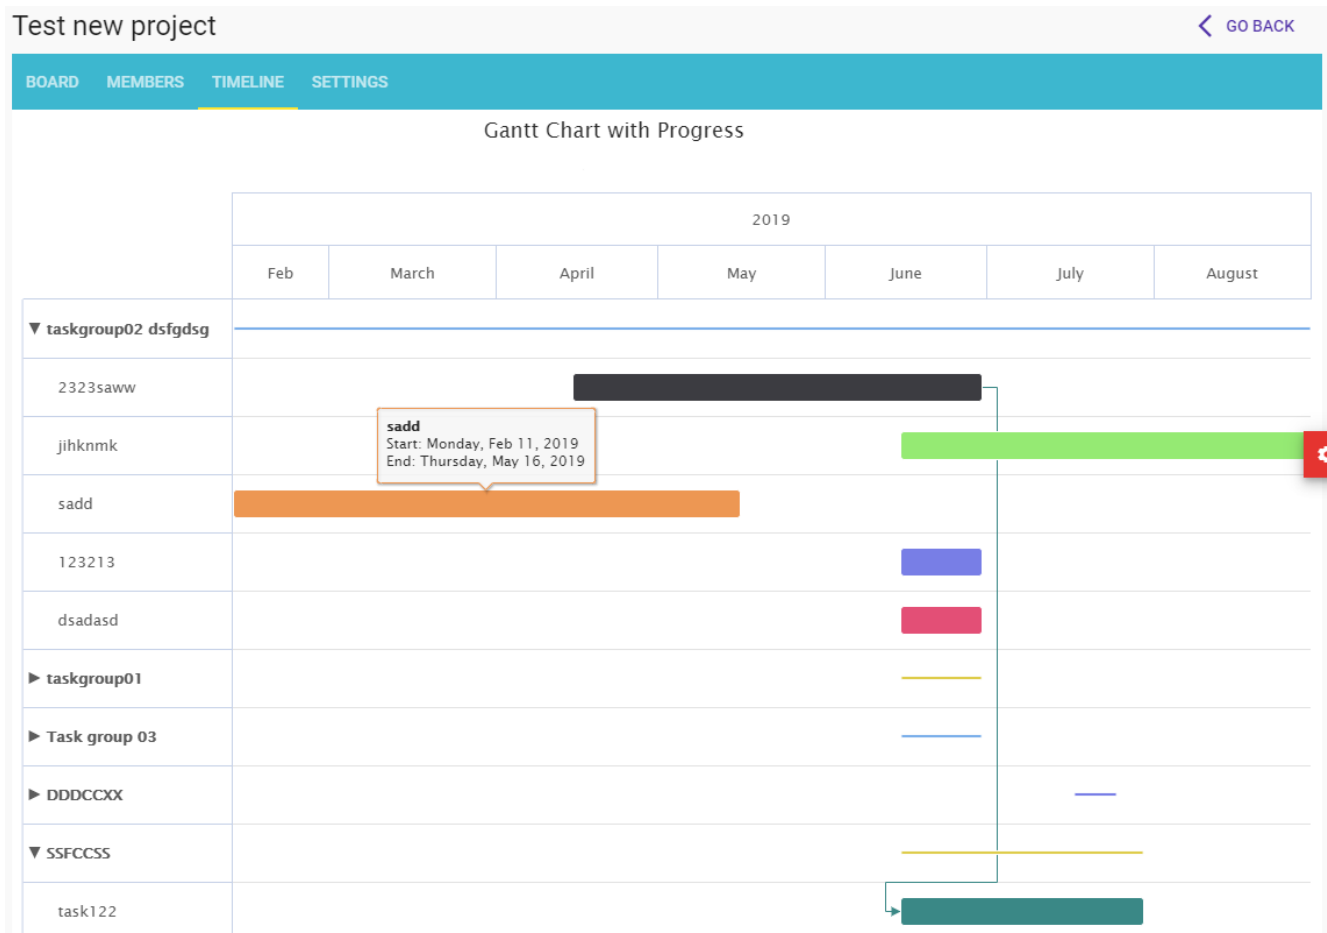 Test new project
GO BACK
BOARD MEMBERS TIMELINE SETTINGS
Gantt Chart with Progress
2019
Feb March April May June July August
▼ taskgroup02 dsfgdsg
2323saww
jihknmk
sadd
Start: Monday, Feb 11, 2019
End: Thursday, May 16, 2019
sadd
123213
dsadasd
▶ taskgroup01
▶ Task group 03
▶ DDDCCXX
▼ SSFCCSS
task122